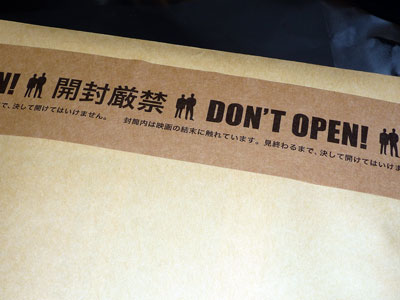 N! 開封厳禁 DON'T OPEN!
で、決して開けてはいけません。 封筒内は映画の結末に触れています。見終わるまで、決して開けてはいけま